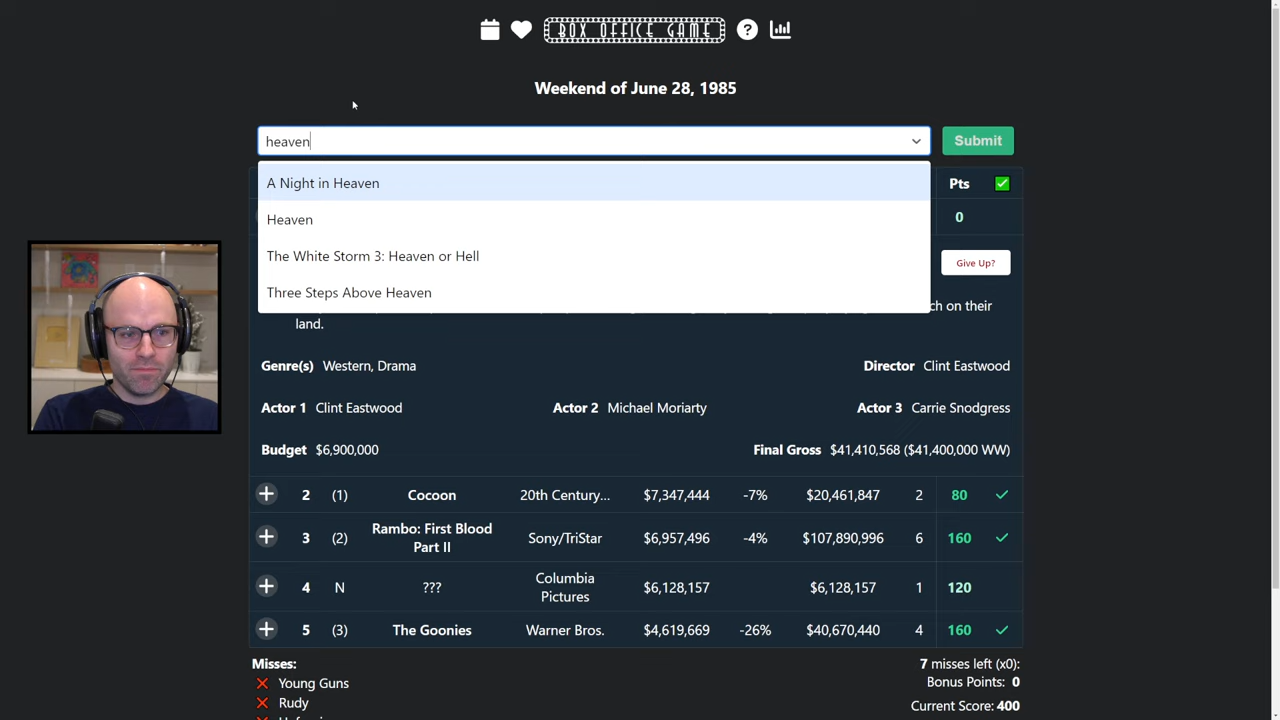 BOX OFFICE GAME
Weekend of June 28, 1985
heaven
Submit
A Night in Heaven
Heaven
The White Storm 3: Heaven or Hell
Three Steps Above Heaven
Pts
0
Give Up?
ch on their
land.
Genre(s) Western, Drama Director Clint Eastwood
Actor 1 Clint Eastwood Actor 2 Michael Moriarty Actor 3 Carrie Snodgress
Budget $6,900,000 Final Gross $41,410,568 ($41,400,000 WW)
2 (1) Cocoon 20th Century... $7,347,444 -7% $20,461,847 2 80
3 (2) Rambo: First Blood Part II Sony/TriStar $6,957,496 -4% $107,890,996 6 160
4 N ??? Columbia Pictures $6,128,157 $6,128,157 1 120
5 (3) The Goonies Warner Bros. $4,619,669 -26% $40,670,440 4 160
Misses:
Young Guns
Rudy
7 misses left (x0):
Bonus Points: 0
Current Score: 400